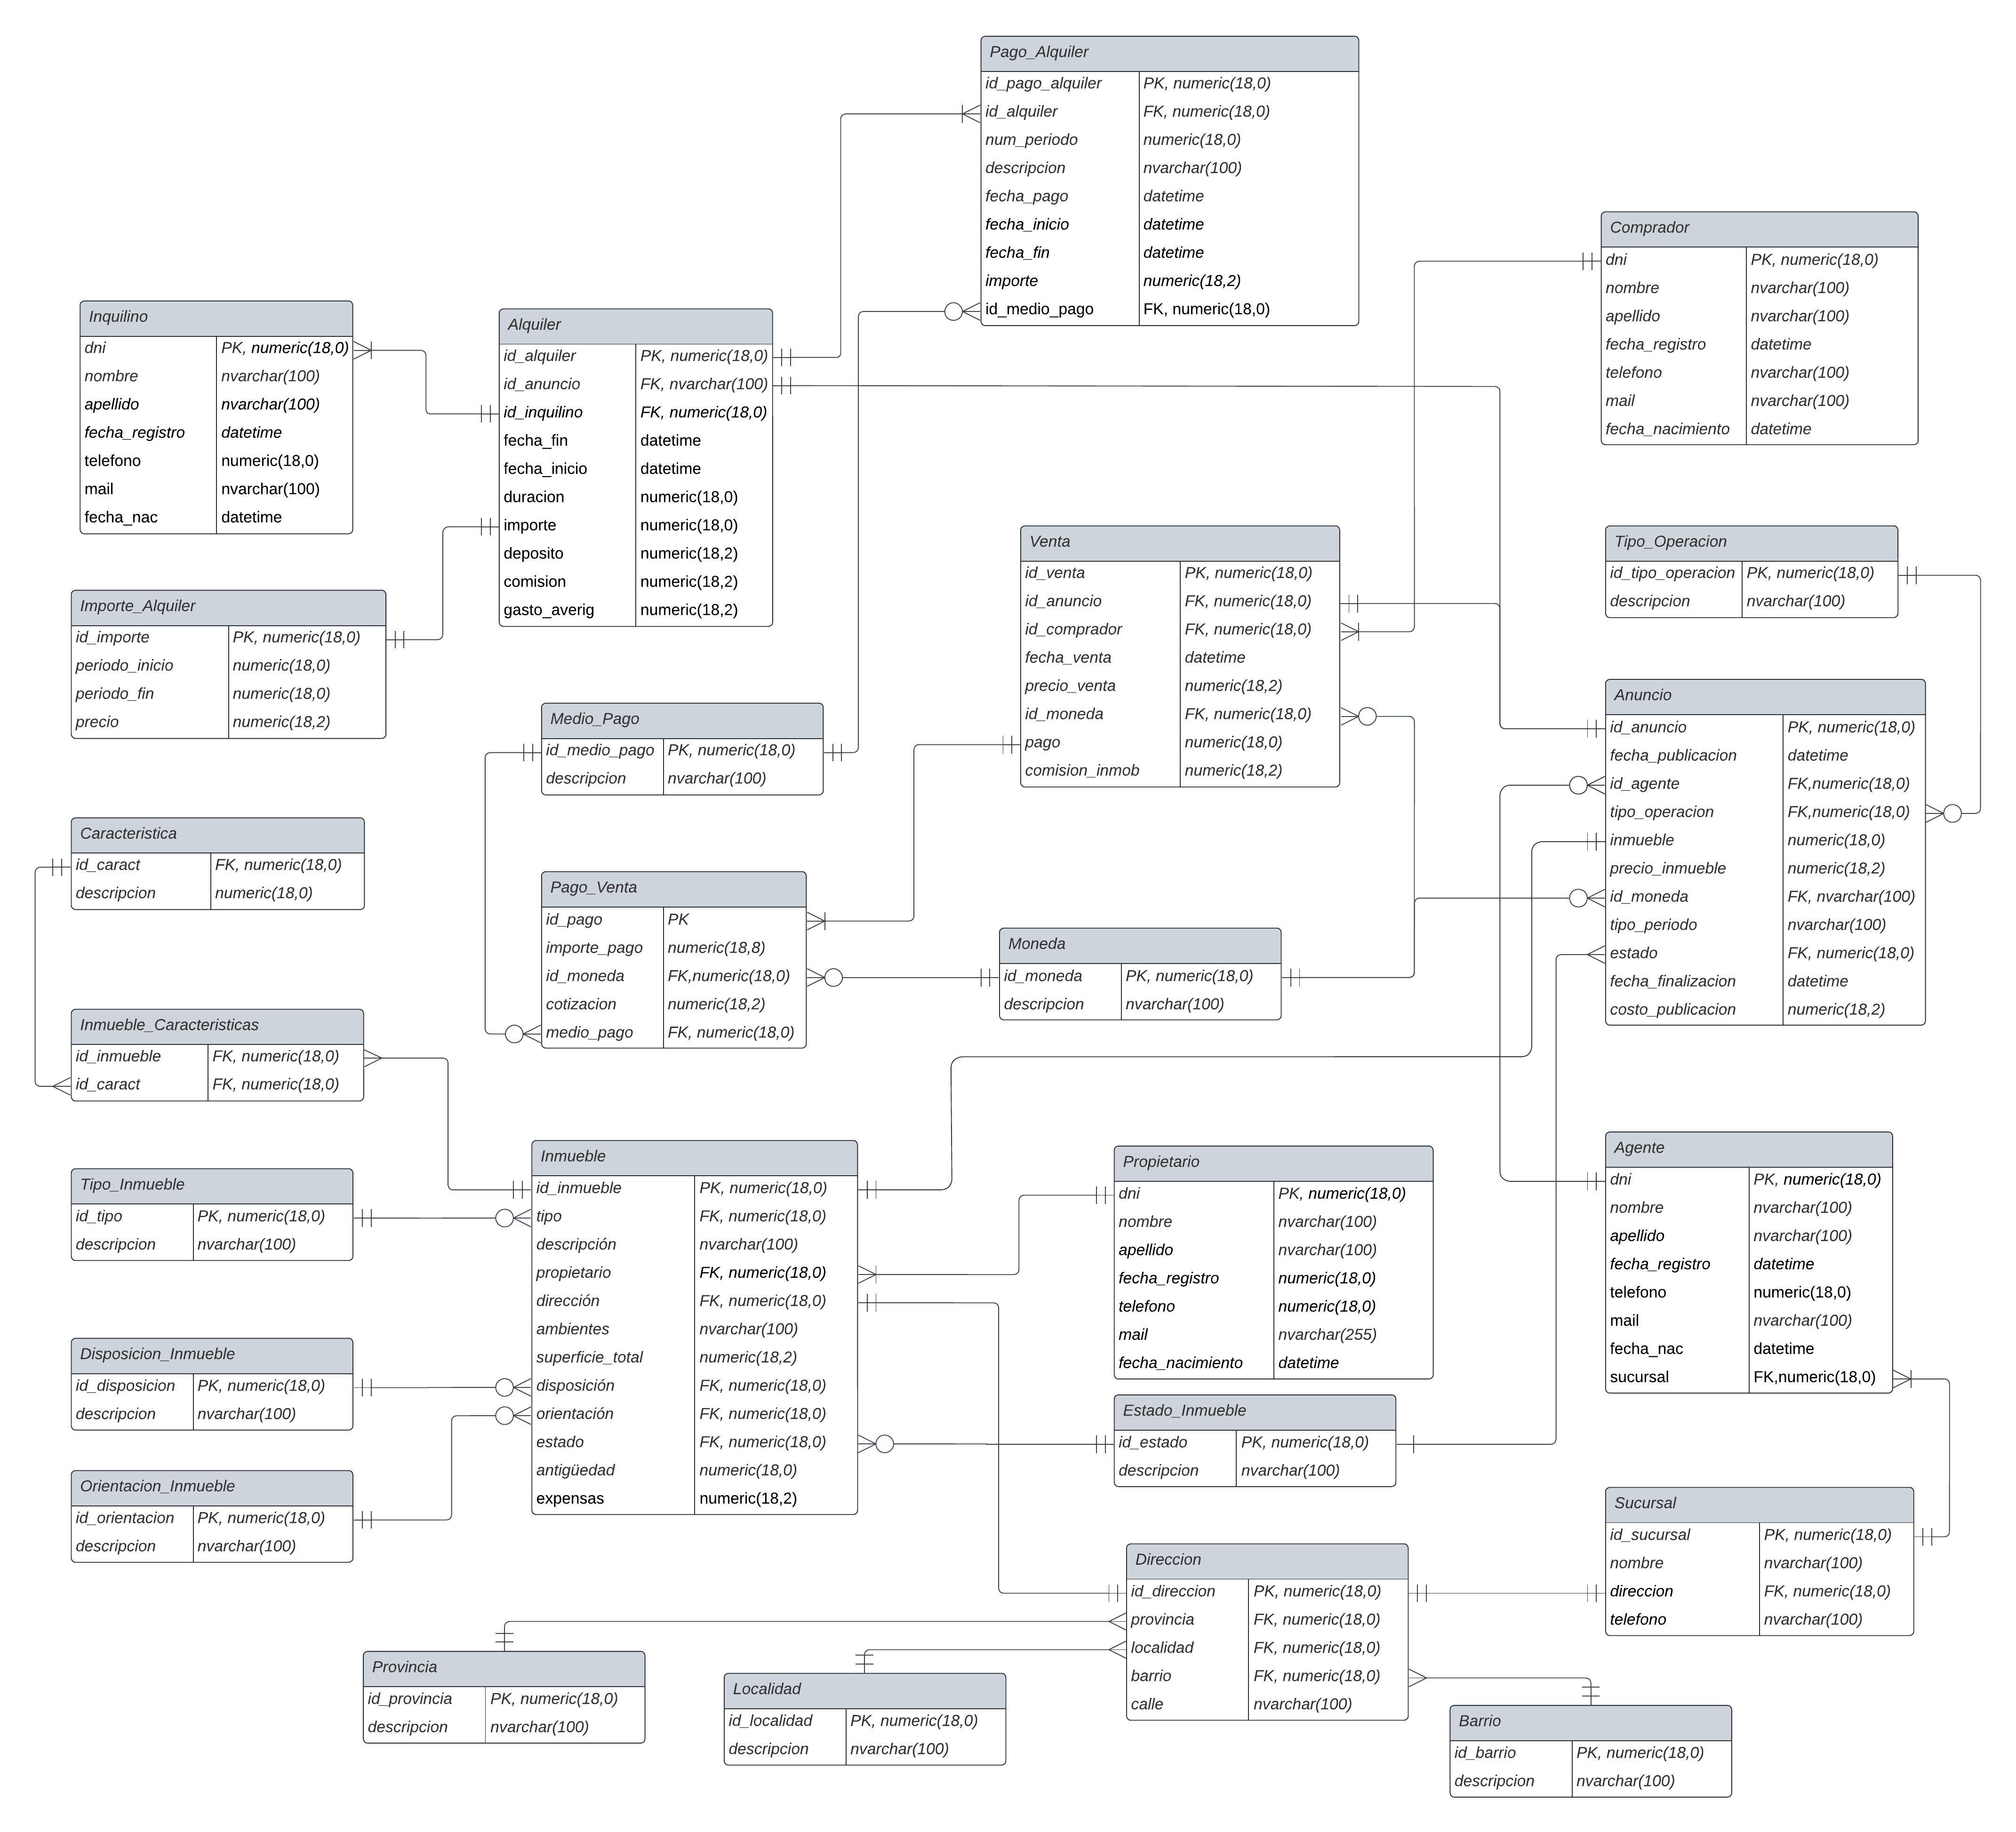 Pago_Alquiler
id_pago_alquiler PK, numeric(18,0)
id_alquiler FK, numeric(18,0)
num_periodo numeric(18,0)
descripcion nvarchar(100)
fecha_pago datetime
fecha_inicio datetime
fecha_fin datetime
importe numeric(18,2)
id_medio_pago FK, numeric(18,0)
Comprador
dni PK, numeric(18,0)
nombre nvarchar(100)
apellido nvarchar(100)
fecha_registro datetime
telefono nvarchar(100)
mail nvarchar(100)
fecha_nacimiento datetime
Inquilino
dni PK, numeric(18,0)
nombre nvarchar(100)
apellido nvarchar(100)
fecha_registro datetime
telefono numeric(18,0)
mail nvarchar(100)
fecha_nac datetime
Alquiler
id_alquiler PK, numeric(18,0)
id_anuncio FK, nvarchar(100)
id_inquilino FK, numeric(18,0)
fecha_fin datetime
fecha_inicio datetime
duracion numeric(18,0)
importe numeric(18,0)
deposito numeric(18,2)
comision numeric(18,2)
gasto_averig numeric(18,2)
Importe_Alquiler
id_importe PK, numeric(18,0)
periodo_inicio numeric(18,0)
periodo_fin numeric(18,0)
precio numeric(18,2)
Venta
id_venta PK, numeric(18,0)
id_anuncio FK, numeric(18,0)
id_comprador FK, numeric(18,0)
fecha_venta datetime
precio_venta numeric(18,2)
id_moneda FK, numeric(18,0)
pago numeric(18,0)
comision_inmob numeric(18,2)
Tipo_Operacion
id_tipo_operacion PK, numeric(18,0)
descripcion nvarchar(100)
Medio_Pago
id_medio_pago PK, numeric(18,0)
descripcion nvarchar(100)
Anuncio
id_anuncio PK, numeric(18,0)
fecha_publicacion datetime
id_agente FK,numeric(18,0)
tipo_operacion FK,numeric(18,0)
inmueble numeric(18,0)
precio_inmueble numeric(18,2)
id_moneda FK, nvarchar(100)
tipo_periodo nvarchar(100)
estado FK, numeric(18,0)
fecha_finalizacion datetime
costo_publicacion numeric(18,2)
Caracteristica
id_caract FK, numeric(18,0)
descripcion numeric(18,0)
Pago_Venta
id_pago PK
importe_pago numeric(18,8)
id_moneda FK,numeric(18,0)
cotizacion numeric(18,2)
medio_pago FK, numeric(18,0)
Moneda
id_moneda PK, numeric(18,0)
descripcion nvarchar(100)
Inmueble_Caracteristicas
id_inmueble FK, numeric(18,0)
id_caract FK, numeric(18,0)
Tipo_Inmueble
id_tipo PK, numeric(18,0)
descripcion nvarchar(100)
Inmueble
id_inmueble PK, numeric(18,0)
tipo FK, numeric(18,0)
descripción nvarchar(100)
propietario FK, numeric(18,0)
dirección FK, numeric(18,0)
ambientes nvarchar(100)
superficie_total numeric(18,2)
disposición FK, numeric(18,0)
orientación FK, numeric(18,0)
estado FK, numeric(18,0)
antigüedad numeric(18,0)
expensas numeric(18,2)
Propietario
dni PK, numeric(18,0)
nombre nvarchar(100)
apellido nvarchar(100)
fecha_registro numeric(18,0)
telefono numeric(18,0)
mail nvarchar(255)
fecha_nacimiento datetime
Agente
dni PK, numeric(18,0)
nombre nvarchar(100)
apellido nvarchar(100)
fecha_registro datetime
telefono numeric(18,0)
mail nvarchar(100)
fecha_nac datetime
sucursal FK,numeric(18,0)
Disposicion_Inmueble
id_disposicion PK, numeric(18,0)
descripcion nvarchar(100)
Estado_Inmueble
id_estado PK, numeric(18,0)
descripcion nvarchar(100)
Orientacion_Inmueble
id_orientacion PK, numeric(18,0)
descripcion nvarchar(100)
Sucursal
id_sucursal PK, numeric(18,0)
nombre nvarchar(100)
direccion FK, numeric(18,0)
telefono nvarchar(100)
Direccion
id_direccion PK, numeric(18,0)
provincia FK, numeric(18,0)
localidad FK, numeric(18,0)
barrio FK, numeric(18,0)
calle nvarchar(100)
Provincia
id_provincia PK, numeric(18,0)
descripcion nvarchar(100)
Localidad
id_localidad PK, numeric(18,0)
descripcion nvarchar(100)
Barrio
id_barrio PK, numeric(18,0)
descripcion nvarchar(100)